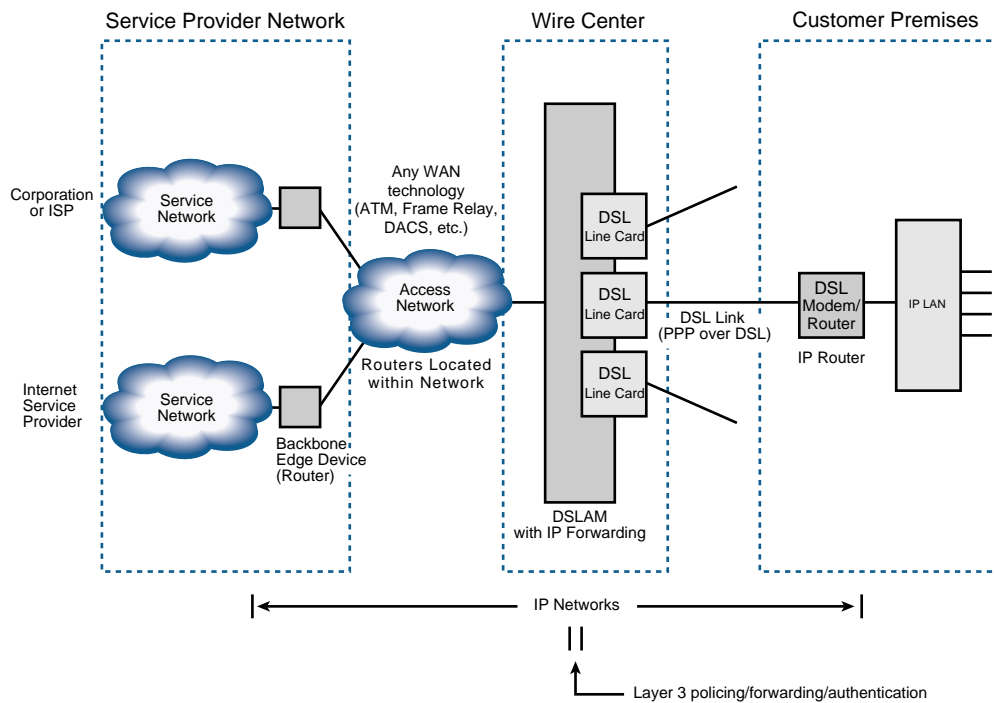 Service Provider Network
Wire Center
Customer Premises
Corporation
or ISP
Service
Network
Any WAN
technology
(ATM, Frame Relay,
DACS, etc.)
Access
Network
Routers Located
within Network
Internet
Service
Provider
Service
Network
Backbone
Edge Device
(Router)
DSL
Line Card
DSL
Line Card
DSL
Line Card
DSLAM
with IP Forwarding
DSL Link
(PPP over DSL)
DSL
Modem/
Router
IP Router
IP LAN
IP Networks
Layer 3 policing/forwarding/authentication